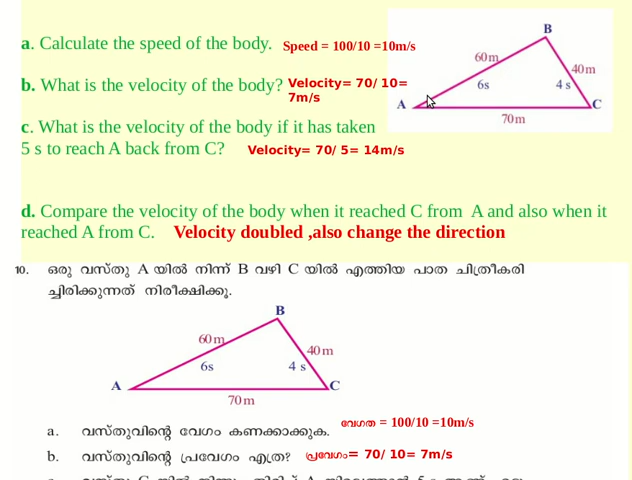 a. Calculate the speed of the body. Speed = 100/10 =10m/s
b. What is the velocity of the body? Velocity= 70/ 10=
7m/s
c. What is the velocity of the body if it has taken
5 s to reach A back from C? Velocity= 70/ 5= 14m/s
B
60m
40m
6s
4 s
A
C
70m
d. Compare the velocity of the body when it reached C from A and also when it
reached A from C. Velocity doubled ,also change the direction
10. ഒരു വസ്തു A യിൽ നിന്ന് B വഴി C യിൽ എത്തിയ പാത ചിത്രീകരി
ച്ചിരിക്കുന്നത് നിരീക്ഷിക്കൂ.
B
60m
40m
6s
4 s
A
C
70m
a. വസ്തുവിന്റെ വേഗം കണക്കാക്കുക. വേഗത = 100/10 =10m/s
b. വസ്തുവിന്റെ പ്രവേഗം എത്ര? പ്രവേഗം= 70/ 10= 7m/s